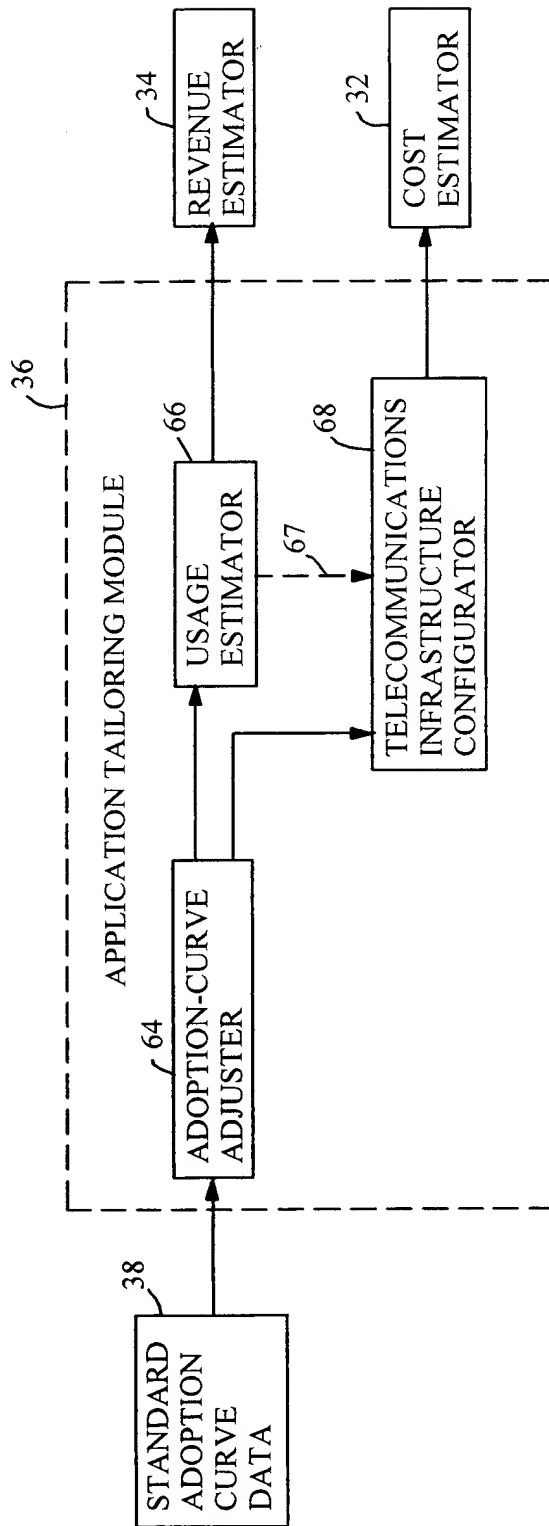 38
STANDARD
ADOPTION
CURVE
DATA
36
APPLICATION TAILORING MODULE
64
ADOPTION-CURVE
ADJUSTER
66
USAGE
ESTIMATOR
67
68
TELECOMMUNICATIONS
INFRASTRUCTURE
CONFIGURATOR
34
REVENUE
ESTIMATOR
32
COST
ESTIMATOR